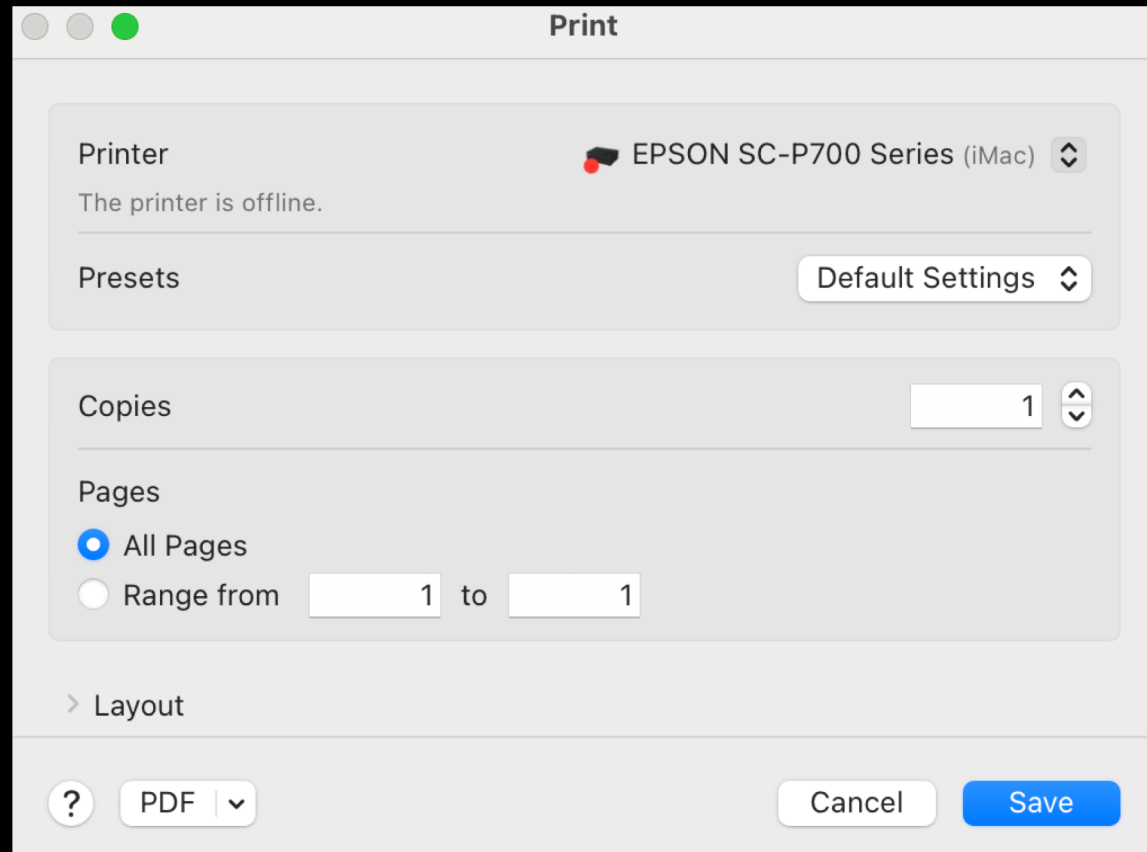 Print
Printer EPSON SC-P700 Series (iMac)
The printer is offline.
Presets Default Settings
Copies 1
Pages
All Pages
Range from 1 to 1
Layout
? PDF Cancel Save